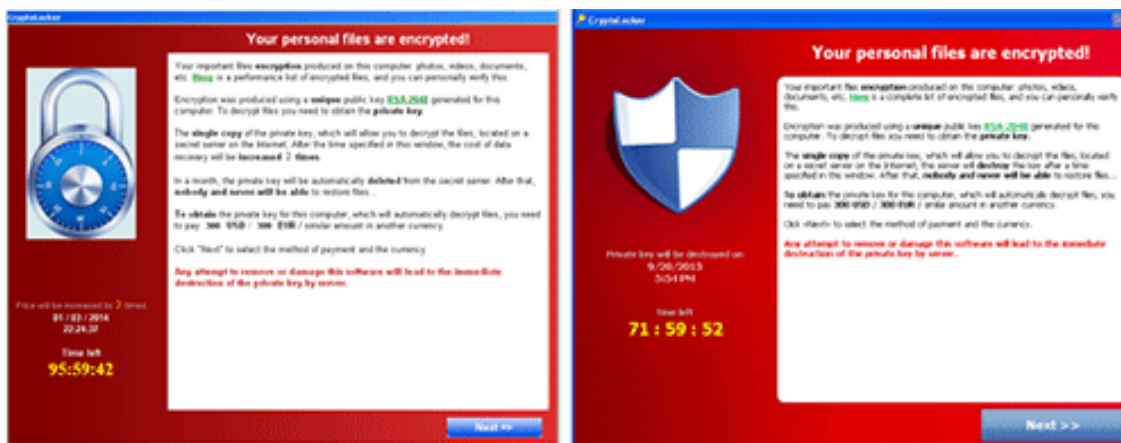 CryptoLocker
Your personal files are encrypted!
Your important files encryption produced on this computer: photos, videos, documents,
etc. Here is a performance list of encrypted files, and you can personally verify this.
Encryption was produced using a unique public key RSA-2048 generated for this
computer. To decrypt files you need to obtain the private key.
The single copy of the private key, which will allow you to decrypt the files, located on a
secret server on the Internet. After the time specified in this window, the cost of data
recovery will be increased 2 times.
In a month, the private key will be automatically deleted from the secret server. After that,
nobody and never will be able to restore files...
To obtain the private key for this computer, which will automatically decrypt files, you need
to pay 300 USD / 300 EUR / similar amount in another currency.
Click "Next" to select the method of payment and the currency.
Any attempt to remove or damage this software will lead to the immediate
destruction of the private key by server.
Price will be increased by 2 times
01 / 03 / 2014
22:24:37
Time left
95:59:42
Next >>
CryptoLocker
Your personal files are encrypted!
Your important files encryption produced on this computer: photos, videos,
documents, etc. Here is a complete list of encrypted files, and you can personally verify
this.
Encryption was produced using a unique public key RSA-2048 generated for this
computer. To decrypt files you need to obtain the private key.
The single copy of the private key, which will allow you to decrypt the files, located
on a secret server on the Internet; the server will destroy the key after a time
specified in this window. After that, nobody and never will be able to restore files...
To obtain the private key for this computer, which will automatically decrypt files, you
need to pay 300 USD / 300 EUR / similar amount in another currency.
Click «Next» to select the method of payment and the currency.
Any attempt to remove or damage this software will lead to the immediate
destruction of the private key by server.
Private key will be destroyed on
9/20/2013
5:54 PM
Time left
71 : 59 : 52
Next >>